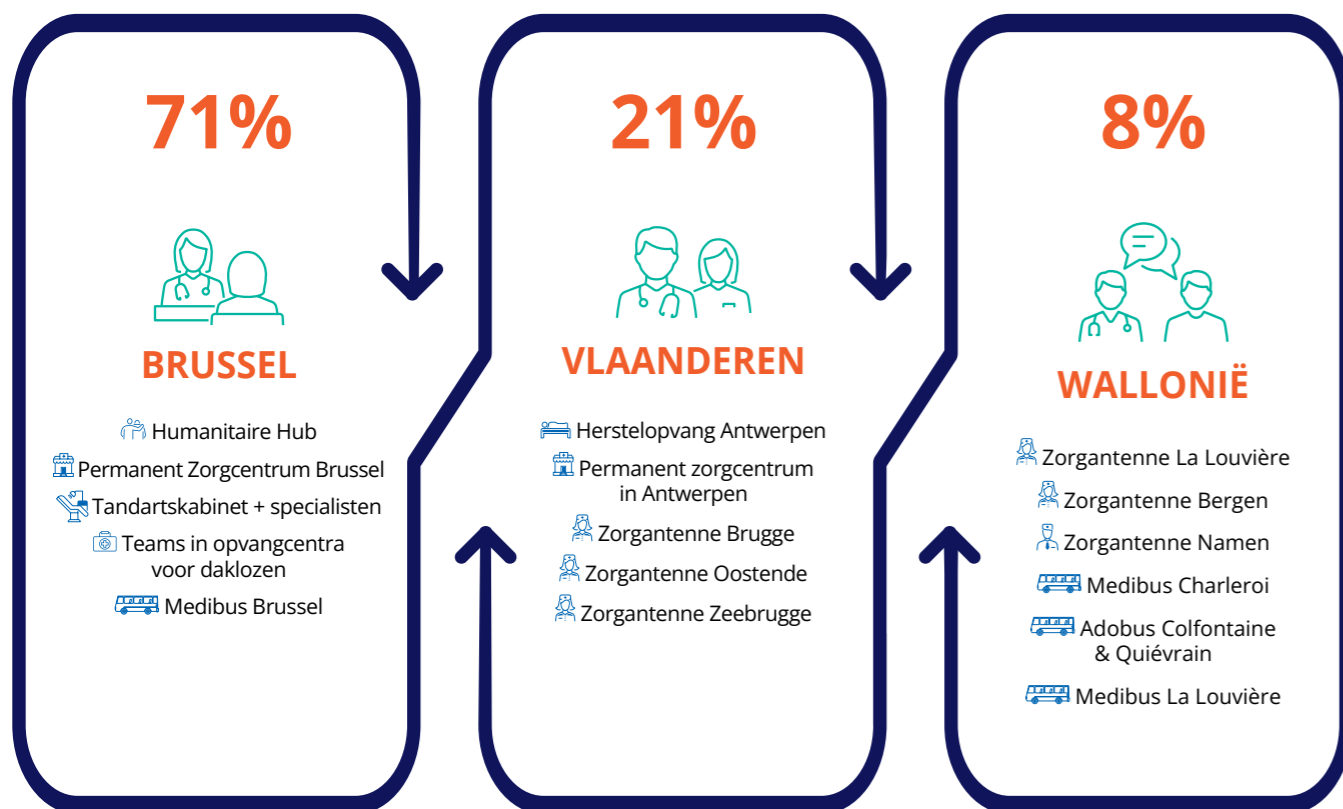 71%
BRUSSEL
Humanitaire Hub
Permanent Zorgcentrum Brussel
Tandartskabinet + specialisten
Teams in opvangcentra
voor daklozen
Medibus Brussel
21%
VLAANDEREN
Herstelopvang Antwerpen
Permanent zorgcentrum
in Antwerpen
Zorgantenne Brugge
Zorgantenne Oostende
Zorgantenne Zeebrugge
8%
WALLONIË
Zorgantenne La Louvière
Zorgantenne Bergen
Zorgantenne Namen
Medibus Charleroi
Adobus Colfontaine
& Quiévrain
Medibus La Louvière